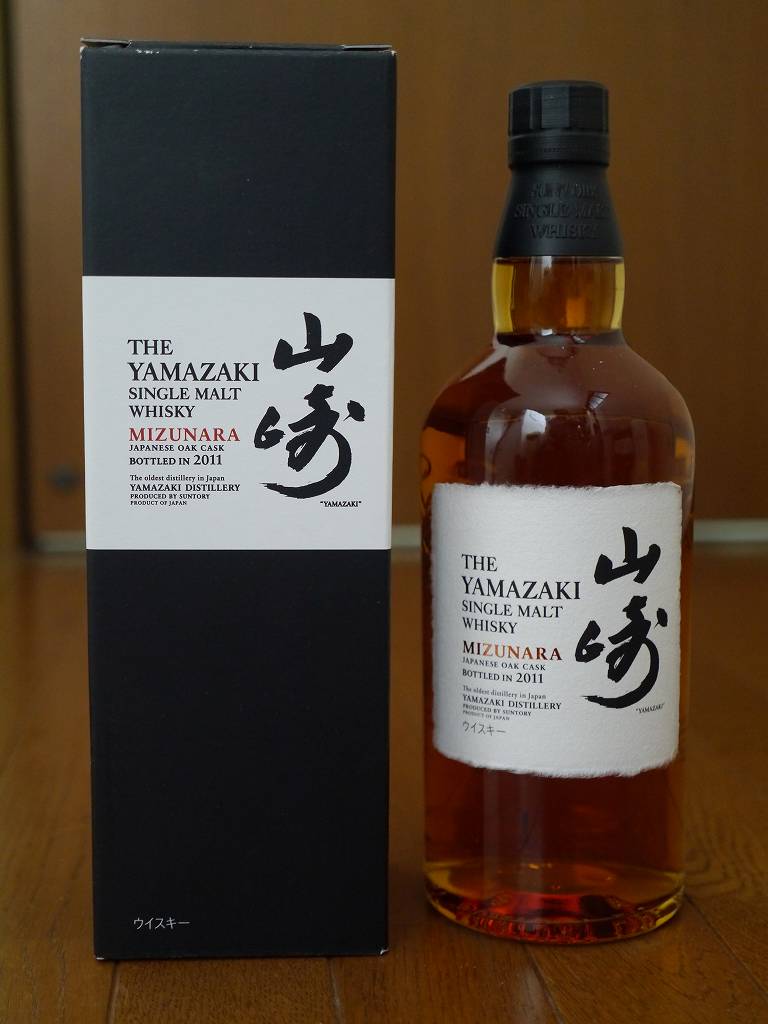 THE
YAMAZAKI
SINGLE MALT
WHISKY
MIZUNARA
JAPANESE OAK CASK
BOTTLED IN 2011
The oldest distillery in Japan
YAMAZAKI DISTILLERY
PRODUCED BY SUNTORY
PRODUCT OF JAPAN
山崎
"YAMAZAKI"
ウイスキー
SUNTORY
SINGLE MALT
WHISKY
THE
YAMAZAKI
SINGLE MALT
WHISKY
MIZUNARA
JAPANESE OAK CASK
BOTTLED IN 2011
The oldest distillery in Japan
YAMAZAKI DISTILLERY
PRODUCED BY SUNTORY
PRODUCT OF JAPAN
ウイスキー
山崎
"YAMAZAKI"